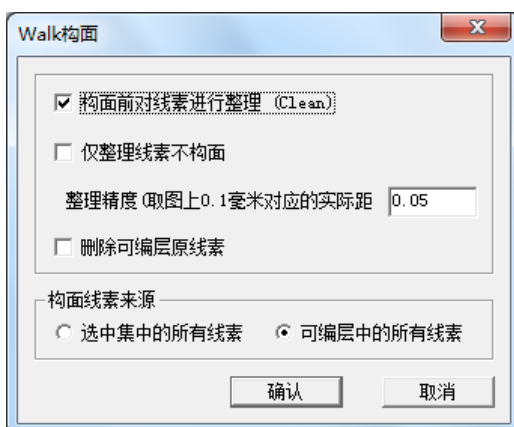 Walk构面
构面前对线素进行整理 (Clean)
仅整理线素不构面
整理精度(取图上0.1毫米对应的实际距 0.05
删除可编层原线素
构面线素来源
选中集中的所有线素 可编层中的所有线素
确认 取消